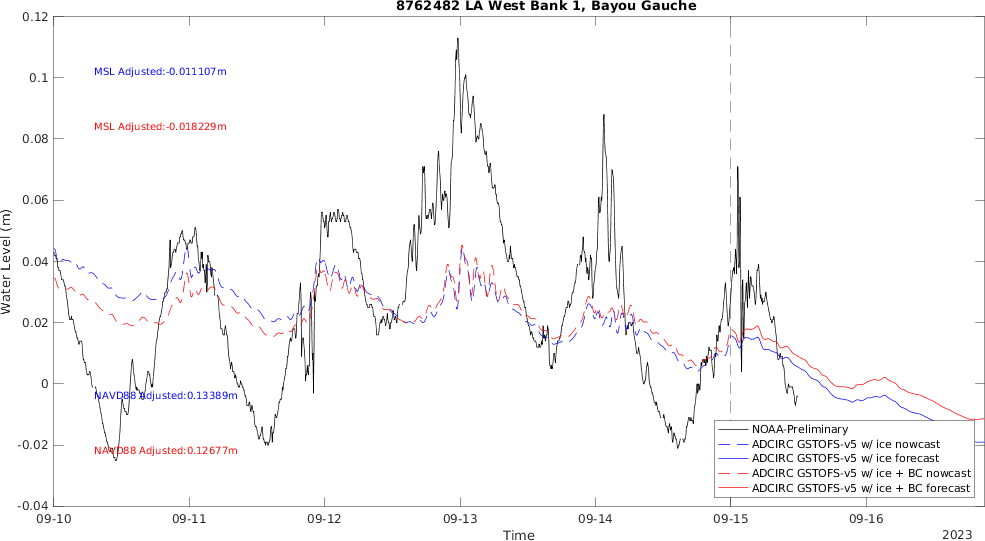 8762482 LA West Bank 1, Bayou Gauche
0.12
0.1
0.08
0.06
0.04
0.02
0
-0.02
-0.04
Water Level (m)
MSL Adjusted:-0.011107m
MSL Adjusted:-0.018229m
NAVD88 Adjusted:0.13389m
NAVD88 Adjusted:0.12677m
NOAA-Preliminary
ADCIRC GSTOFS-v5 w/ ice nowcast
ADCIRC GSTOFS-v5 w/ ice forecast
ADCIRC GSTOFS-v5 w/ ice + BC nowcast
ADCIRC GSTOFS-v5 w/ ice + BC forecast
09-10 09-11 09-12 09-13 09-14 09-15 09-16
Time
2023